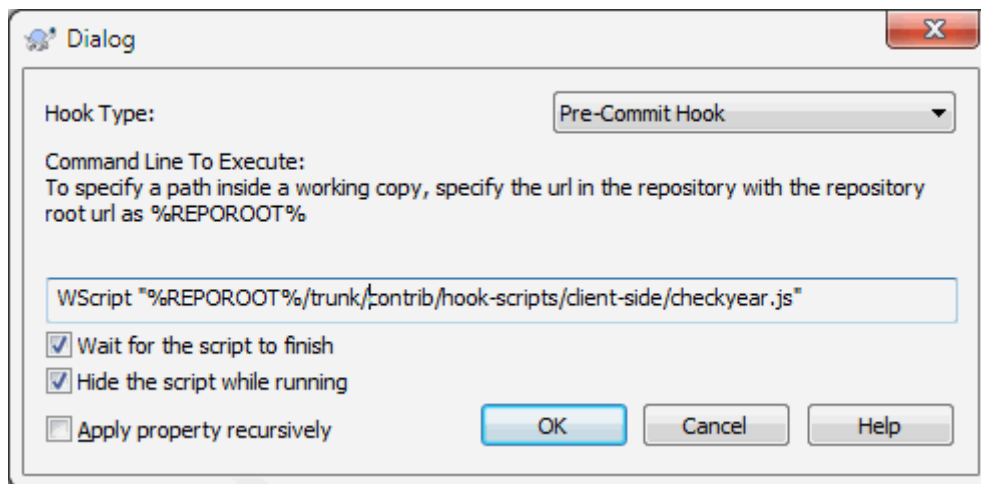 Dialog
Hook Type:
Pre-Commit Hook
Command Line To Execute:
To specify a path inside a working copy, specify the url in the repository with the repository
root url as %REPOROOT%
WScript "%REPOROOT%/trunk/contrib/hook-scripts/client-side/checkyear.js"
Wait for the script to finish
Hide the script while running
Apply property recursively
OK
Cancel
Help